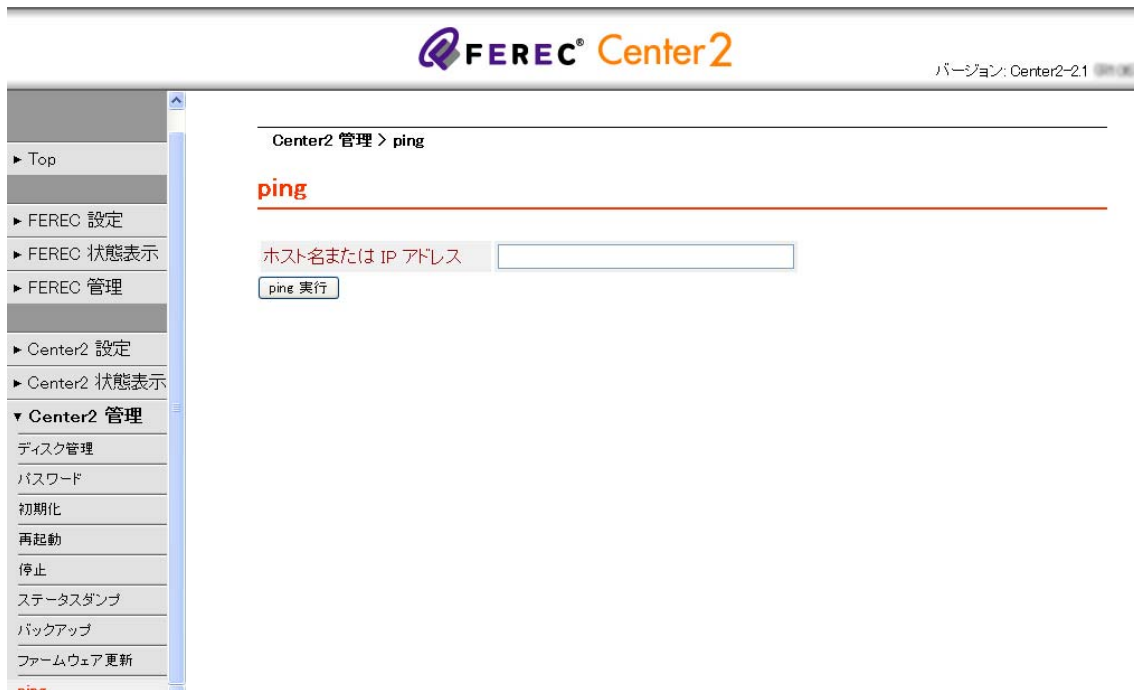 FEREC® Center2
バージョン: Center2-2.1
▶ Top
▶ FEREC 設定
▶ FEREC 状態表示
▶ FEREC 管理
▶ Center2 設定
▶ Center2 状態表示
▼ Center2 管理
ディスク管理
パスワード
初期化
再起動
停止
ステータスダンプ
バックアップ
ファームウェア更新
ping
Center2 管理 > ping
ping
ホスト名または IP アドレス
ping 実行